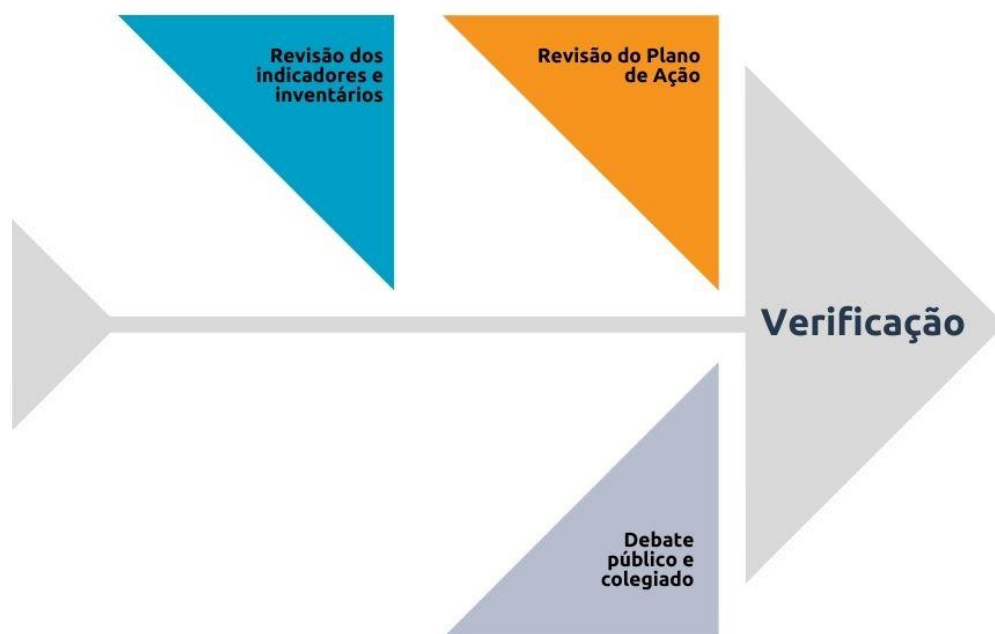 Revisão dos
indicadores e
inventários
Revisão do Plano
de Ação
Verificação
Debate
público e
colegiado